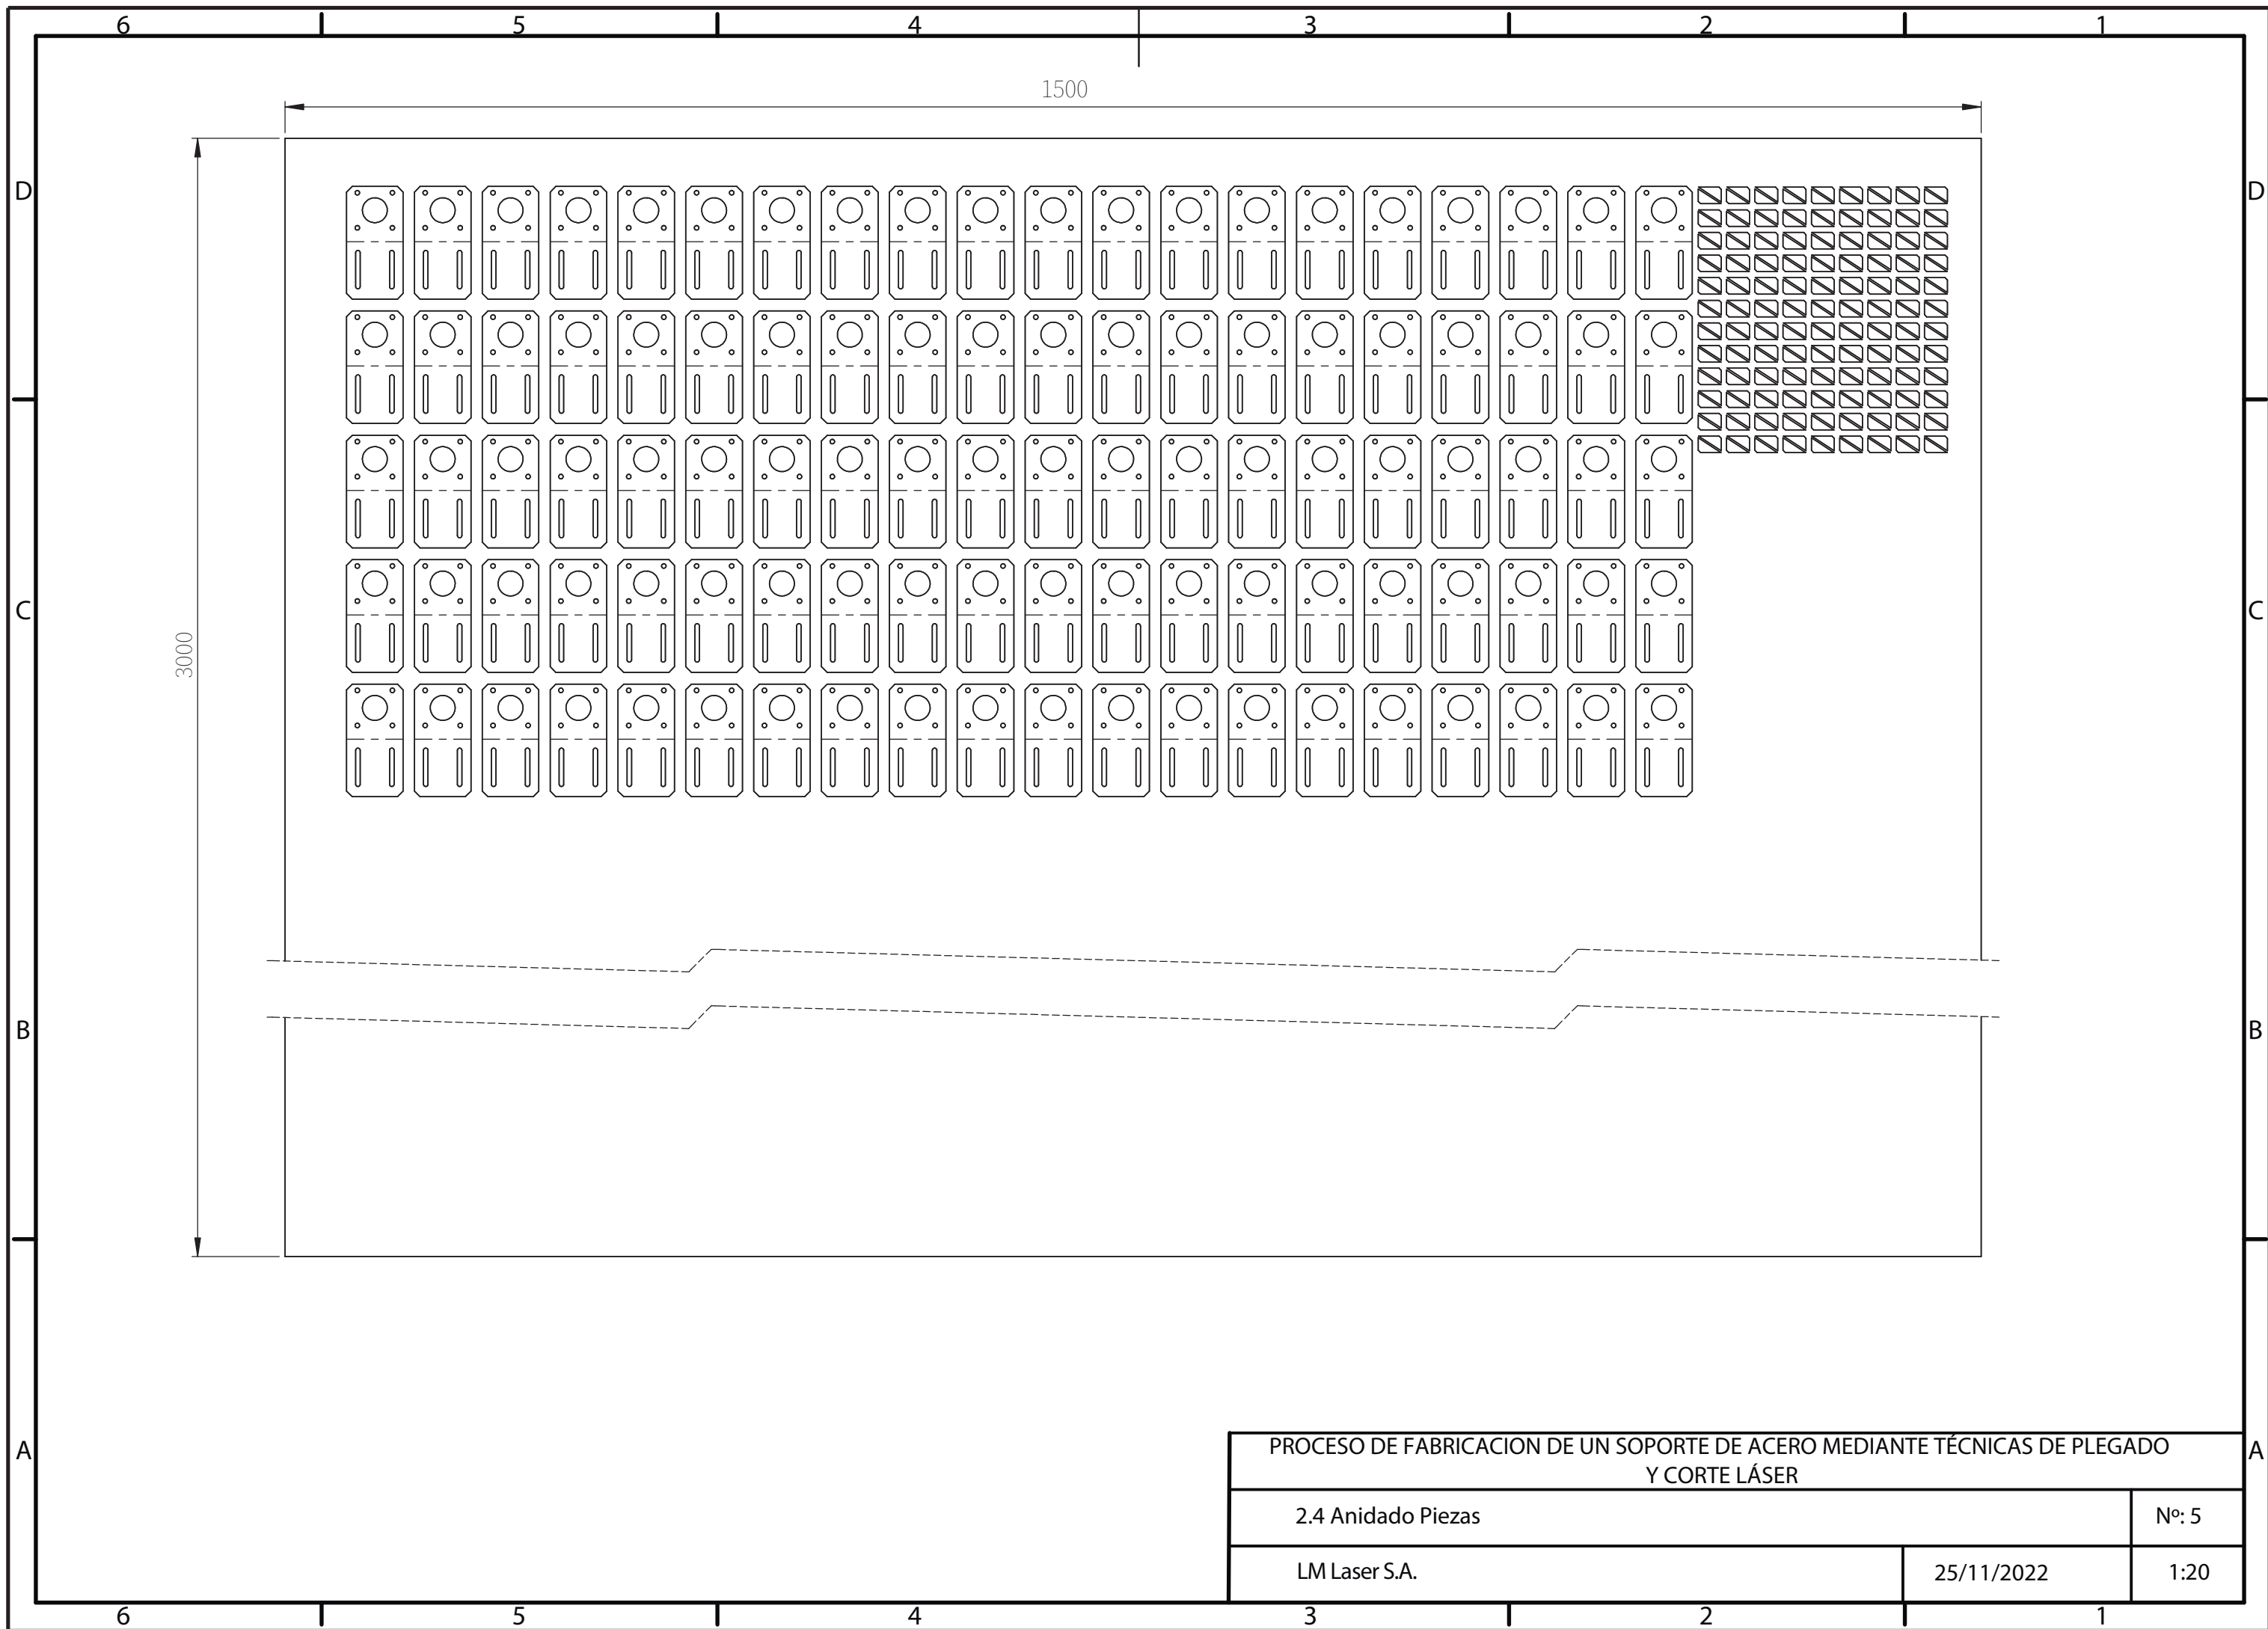 6 5 4 3 2 1
1500
D D
C C
3000
B B
A A
PROCESO DE FABRICACION DE UN SOPORTE DE ACERO MEDIANTE TÉCNICAS DE PLEGADO
Y CORTE LÁSER
2.4 Anidado Piezas Nº: 5
LM Laser S.A. 25/11/2022 1:20
6 5 4 3 2 1